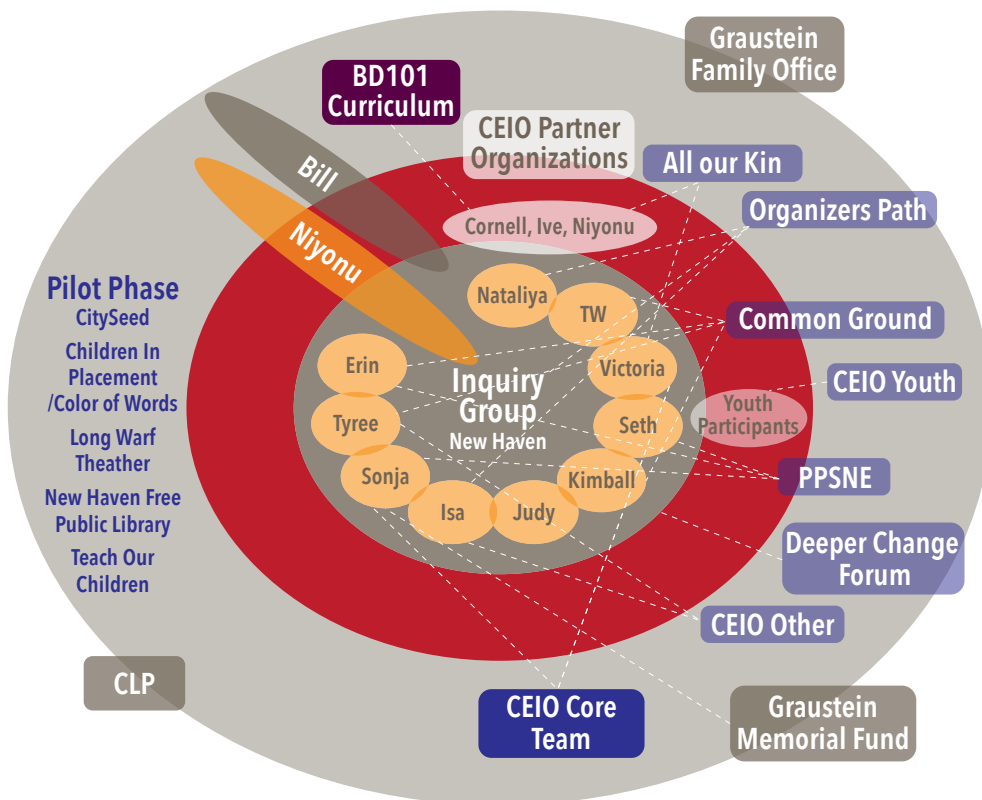 Graustein
Family Office
BD101
Curriculum
CEIO Partner
Organizations
All our Kin
Bill
Organizers Path
Cornell, Ive, Niyonu
Niyonu
Pilot Phase
CitySeed
Children In
Placement
/Color of Words
Long Warf
Theather
New Haven Free
Public Library
Teach Our
Children
Nataliya
TW
Common Ground
Erin
Victoria
Inquiry
Group
New Haven
CEIO Youth
Tyree
Seth
Youth
Participants
Sonja
Kimball
PPSNE
Isa
Judy
Deeper Change
Forum
CEIO Other
CLP
CEIO Core
Team
Graustein
Memorial Fund